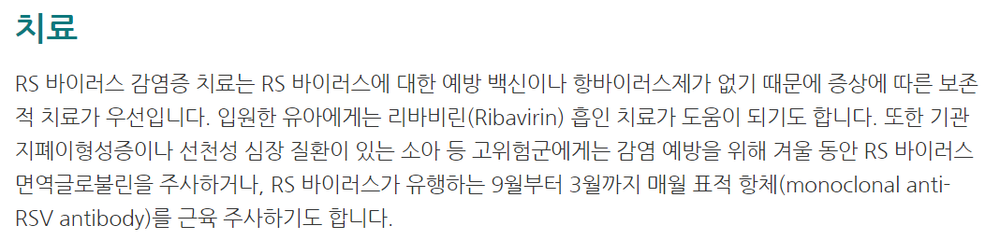 치료
RS 바이러스 감염증 치료는 RS 바이러스에 대한 예방 백신이나 항바이러스제가 없기 때문에 증상에 따른 보존
적 치료가 우선입니다. 입원한 유아에게는 리바비린(Ribavirin) 흡인 치료가 도움이 되기도 합니다. 또한 기관
지폐이형성증이나 선천성 심장 질환이 있는 소아 등 고위험군에게는 감염 예방을 위해 겨울 동안 RS 바이러스
면역글로불린을 주사하거나, RS 바이러스가 유행하는 9월부터 3월까지 매월 표적 항체(monoclonal anti-
RSV antibody)를 근육 주사하기도 합니다.